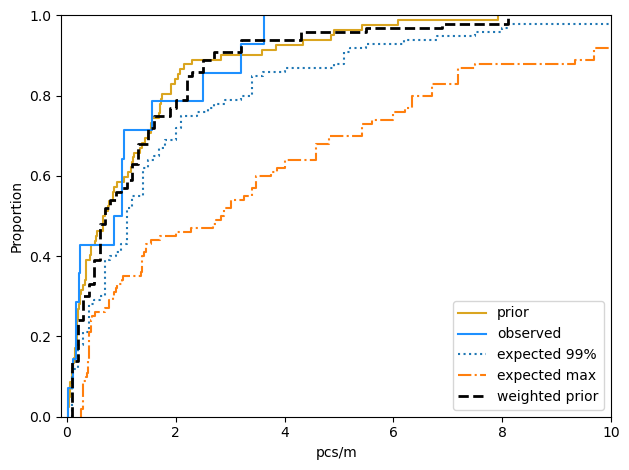 1.0
0.8
0.6
0.4
0.2
0.0
Proportion
0
2
4
6
8
10
pcs/m
prior
observed
expected 99%
expected max
weighted prior